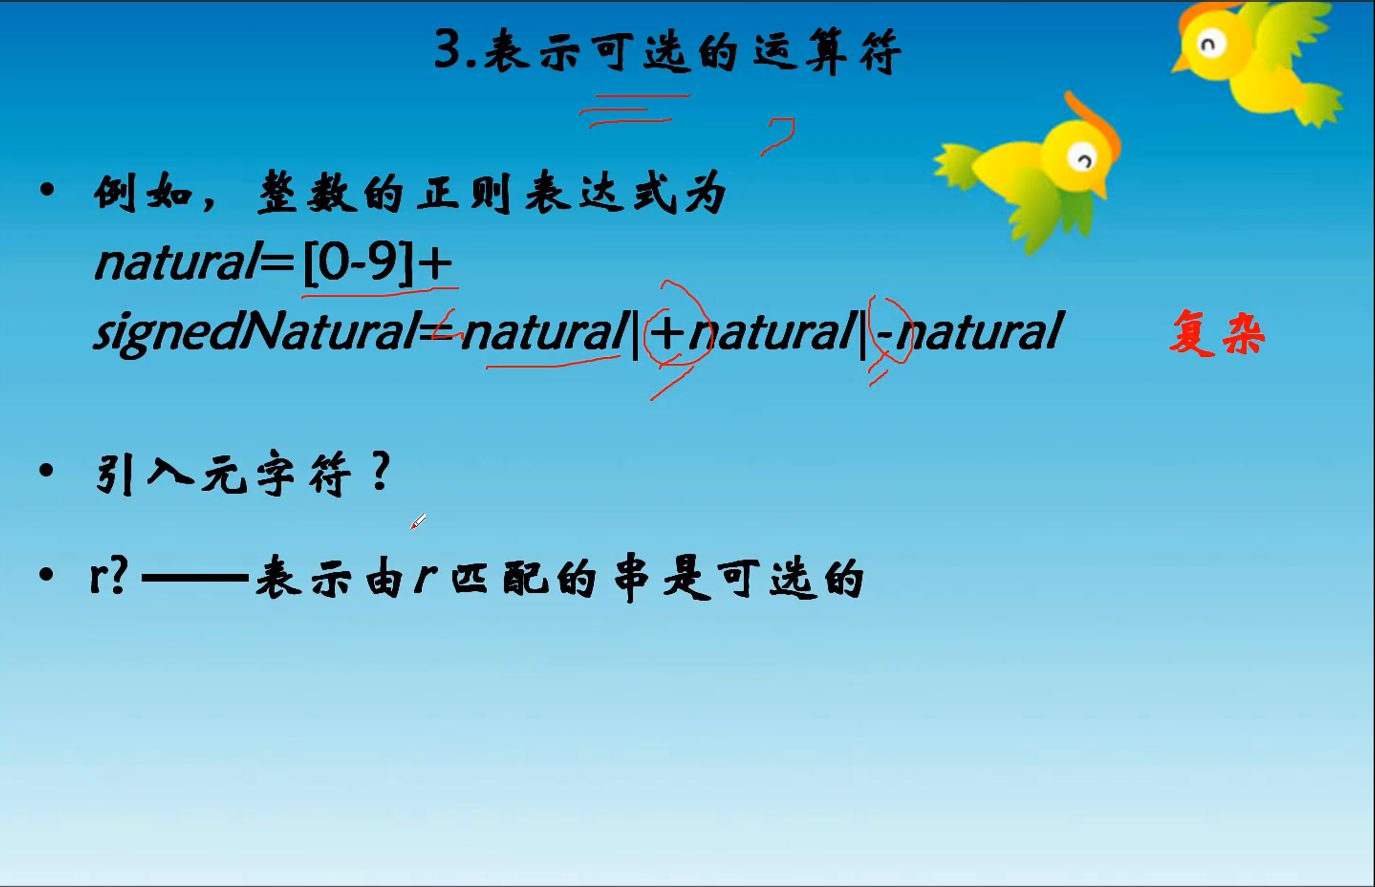 3.表示可选的运算符
• 例如，整数的正则表达式为
natural=[0-9]+
signedNatural=natural|+natural|-natural 复杂
• 引入元字符？
• r? ——表示由r匹配的串是可选的